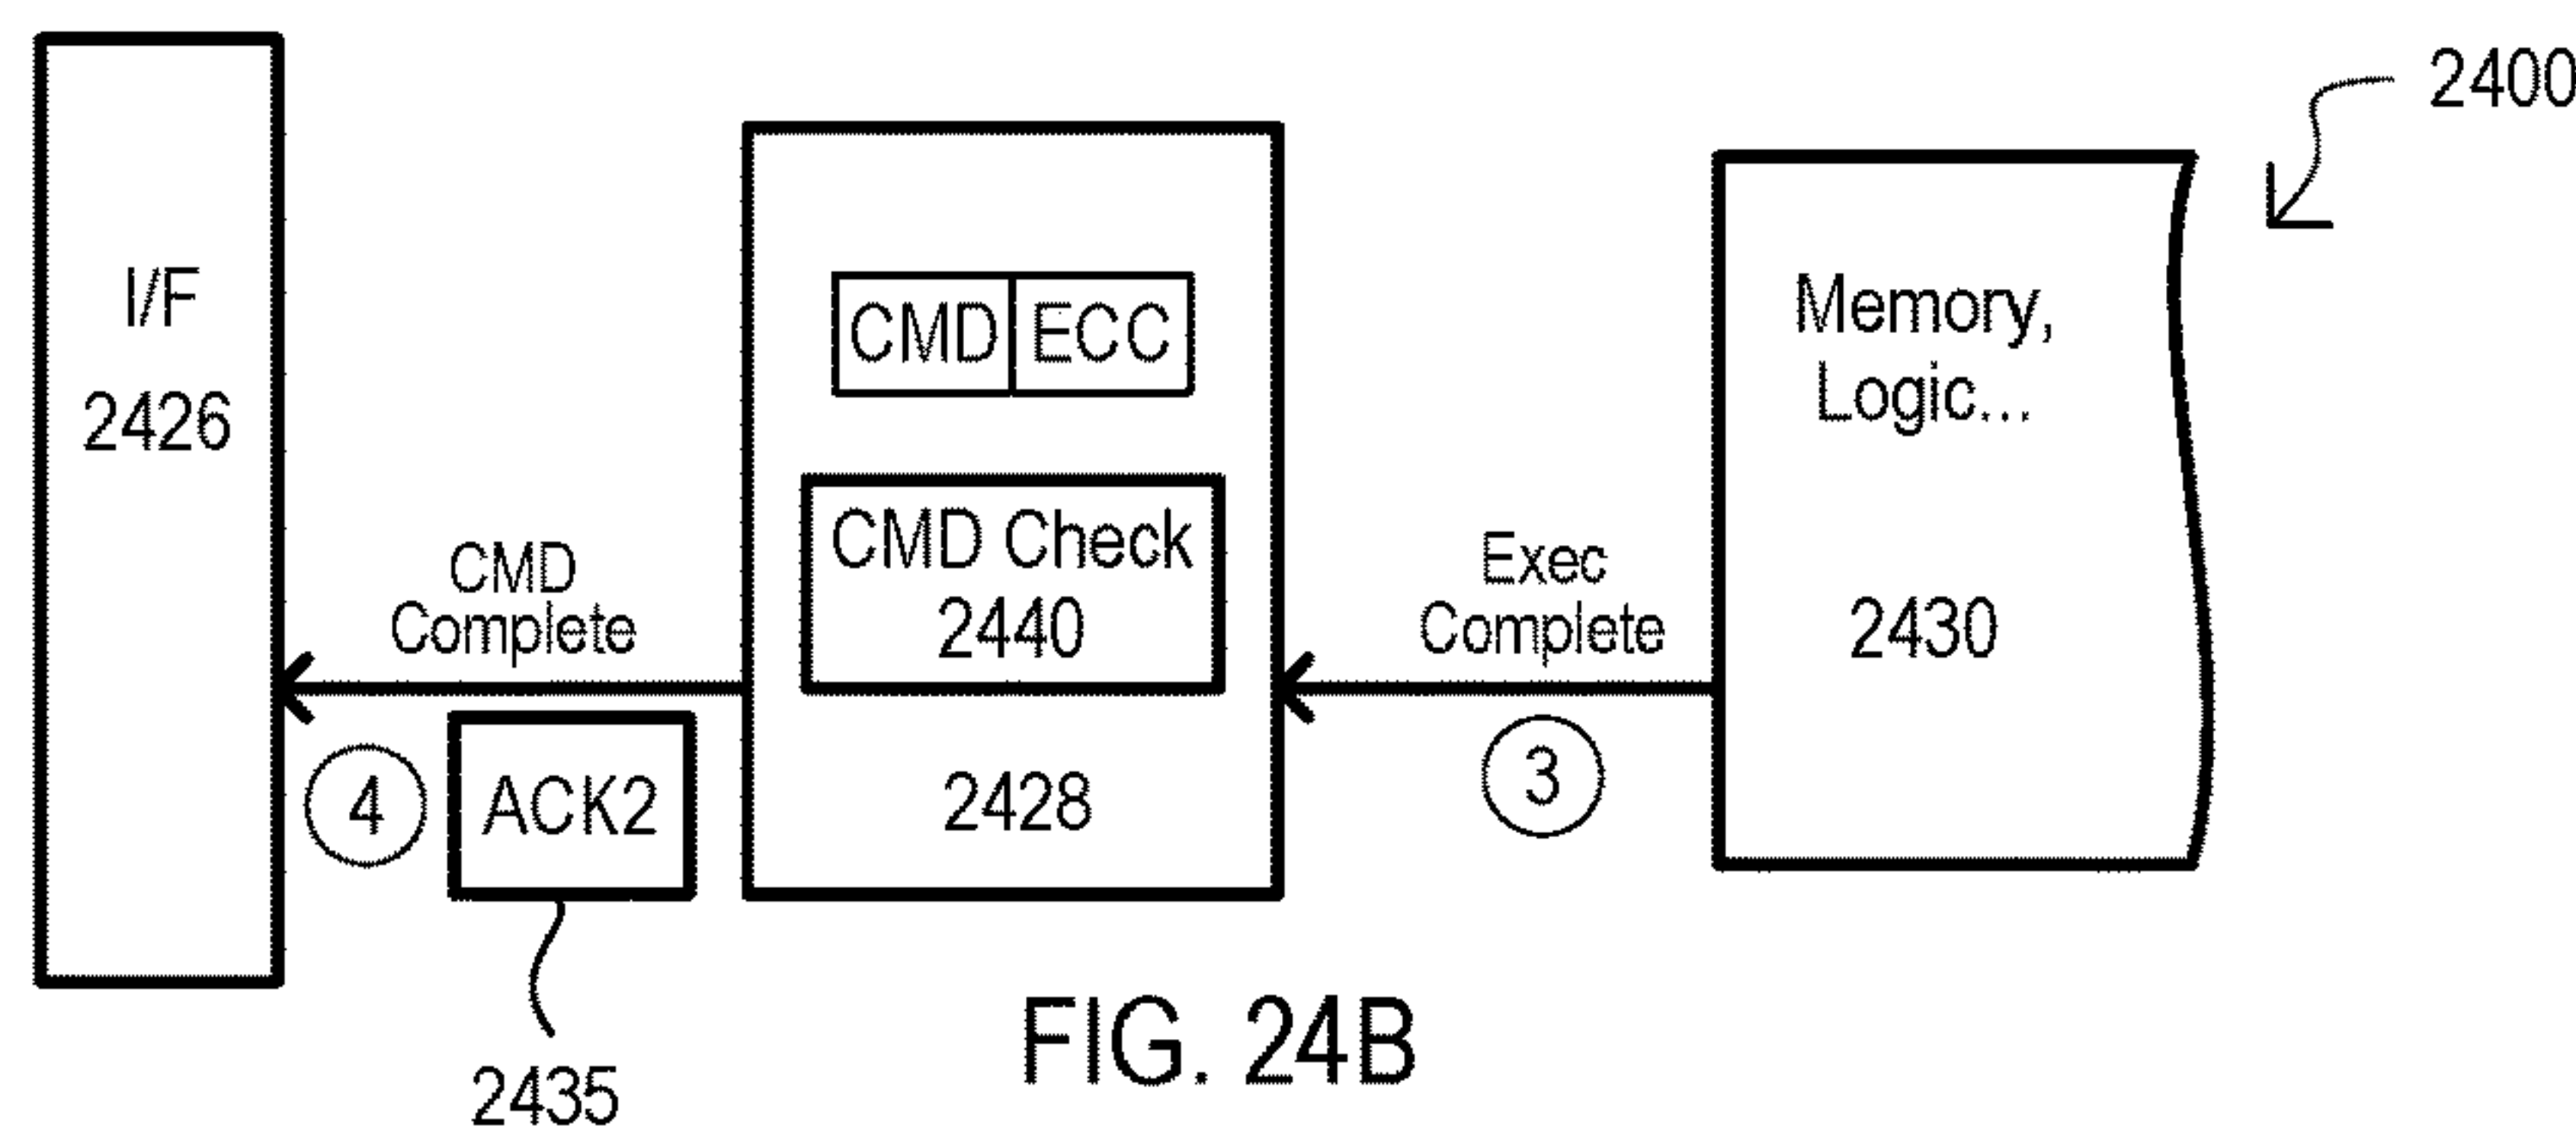 2400
I/F
2426
CMD ECC
CMD Check
2440
2428
Memory,
Logic...
2430
CMD
Complete
Exec
Complete
4
ACK2
3
2435
FIG. 24B